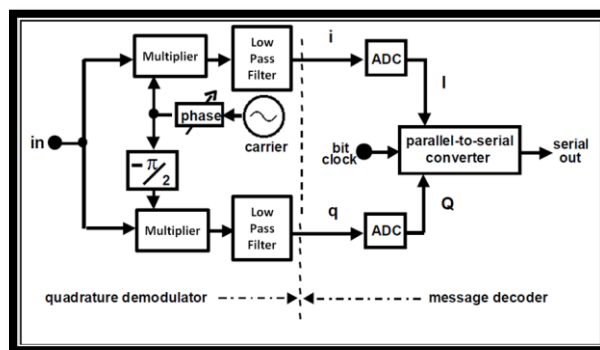 Multiplier
Low
Pass
Filter
i
ADC
I
phase
carrier
in
−π/2
bit
clock
parallel-to-serial
converter
serial
out
Multiplier
Low
Pass
Filter
q
ADC
Q
quadrature demodulator
message decoder